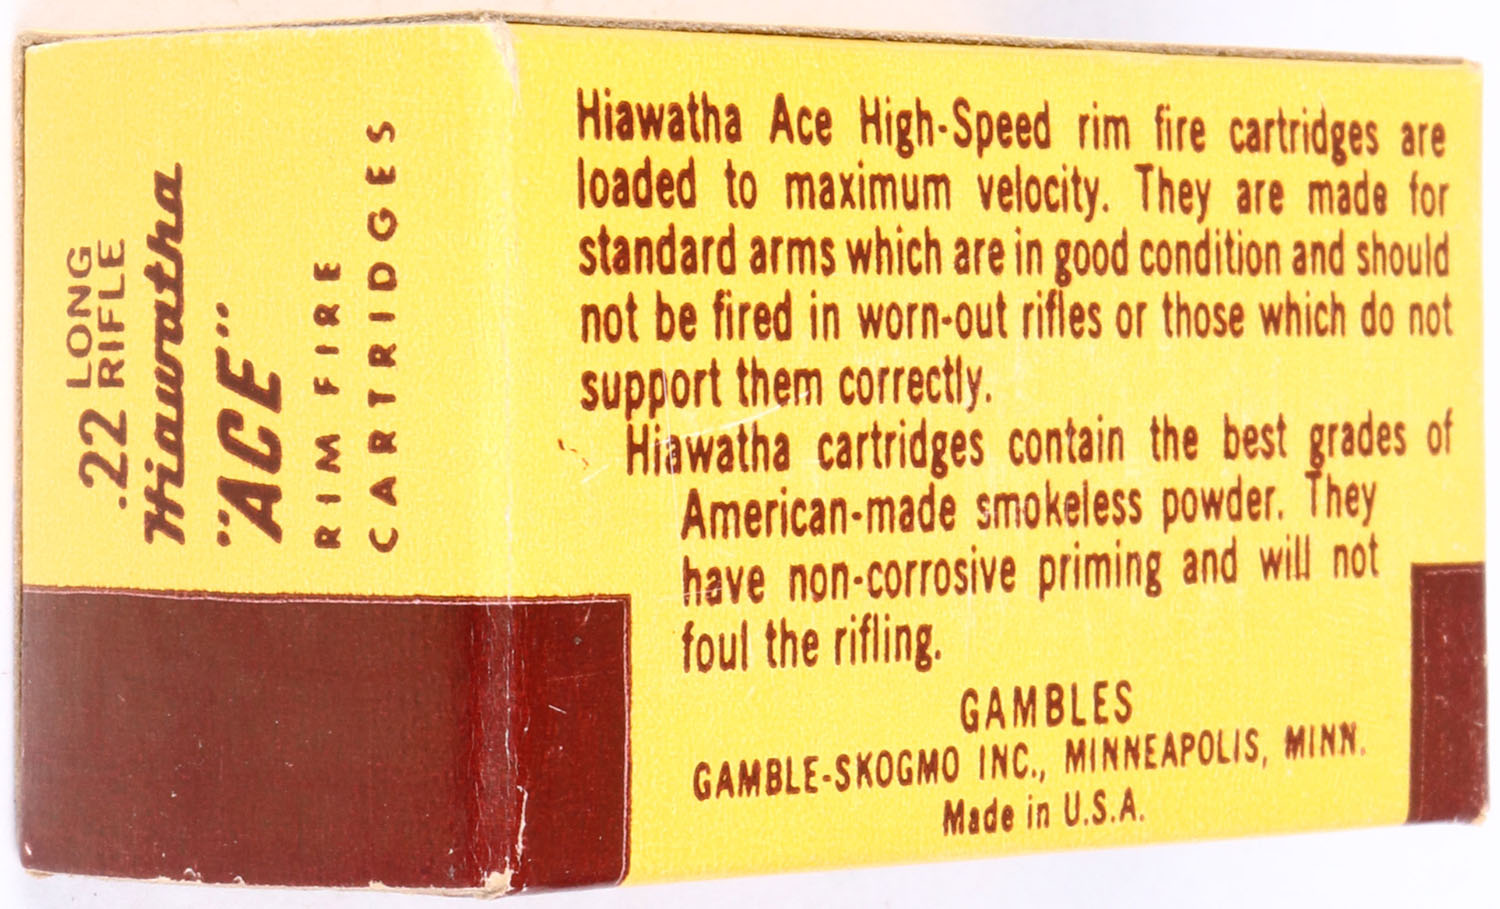 .22 LONG RIFLE
Hiawatha
"ACE"
RIM FIRE
CARTRIDGES
Hiawatha Ace High-Speed rim fire cartridges are
loaded to maximum velocity. They are made for
standard arms which are in good condition and should
not be fired in worn-out rifles or those which do not
support them correctly.
Hiawatha cartridges contain the best grades of
American-made smokeless powder. They
have non-corrosive priming and will not
foul the rifling.
GAMBLES
GAMBLE-SKOGMO INC., MINNEAPOLIS, MINN.
Made in U.S.A.